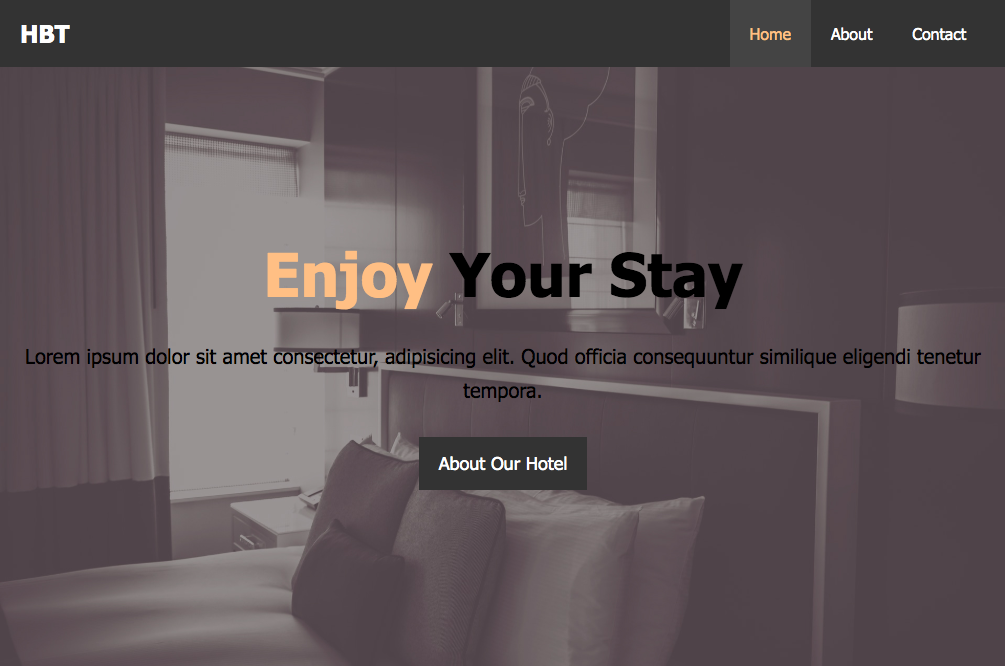 HBT
Home About Contact
Enjoy Your Stay
Lorem ipsum dolor sit amet consectetur, adipisicing elit. Quod officia consequuntur similique eligendi tenetur
tempora.
About Our Hotel